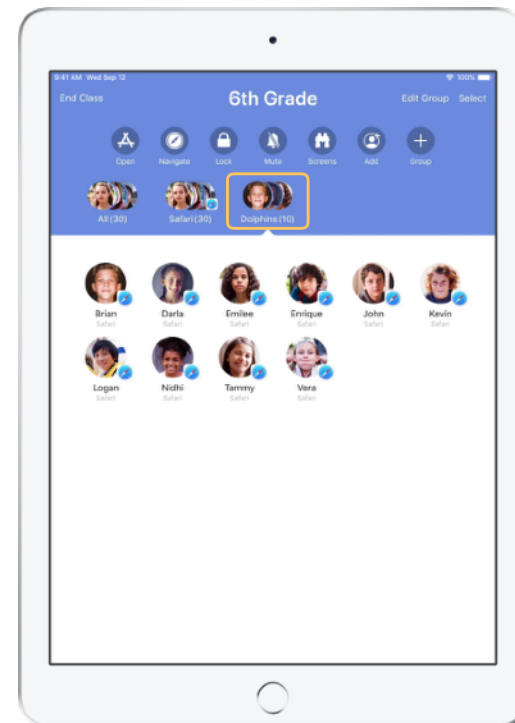 9:41 AM Wed Sep 12 100%
End Class 6th Grade Edit Group Select
Open Navigate Lock Mute Screens Add Group
All (30) Safari (30) Dolphins (10)
Brian Darla Emilee Enrique John Kevin
Safari Safari Safari Safari Safari Safari
Logan Nidhi Tammy Vera
Safari Safari Safari Safari